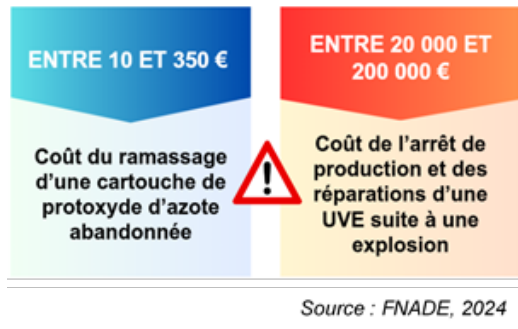 ENTRE 10 ET 350 €
Coût du ramassage
d'une cartouche de
protoxyde d'azote
abandonnée
!
ENTRE 20 000 ET
200 000 €
Coût de l'arrêt de
production et des
réparations d'une
UVE suite à une
explosion
Source : FNADE, 2024